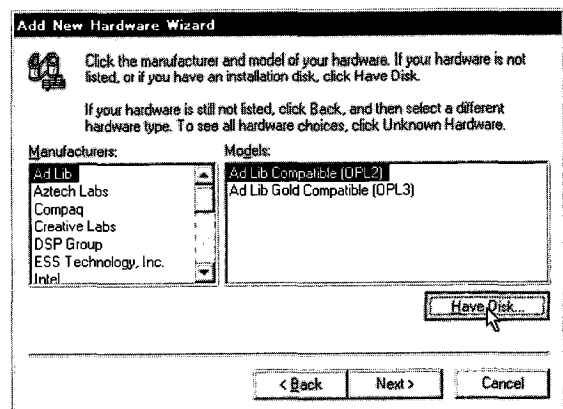 Add New Hardware Wizard
Click the manufacturer and model of your hardware. If your hardware is not
listed, or if you have an installation disk, click Have Disk.
If your hardware is still not listed, click Back, and then select a different
hardware type. To see all hardware choices, click Unknown Hardware.
Manufacturers:
Models:
Ad Lib
Aztech Labs
Compaq
Creative Labs
DSP Group
ESS Technology, Inc.
Intel
Ad Lib Compatible (OPL2)
Ad Lib Gold Compatible (OPL3)
Have Disk...
< Back
Next >
Cancel